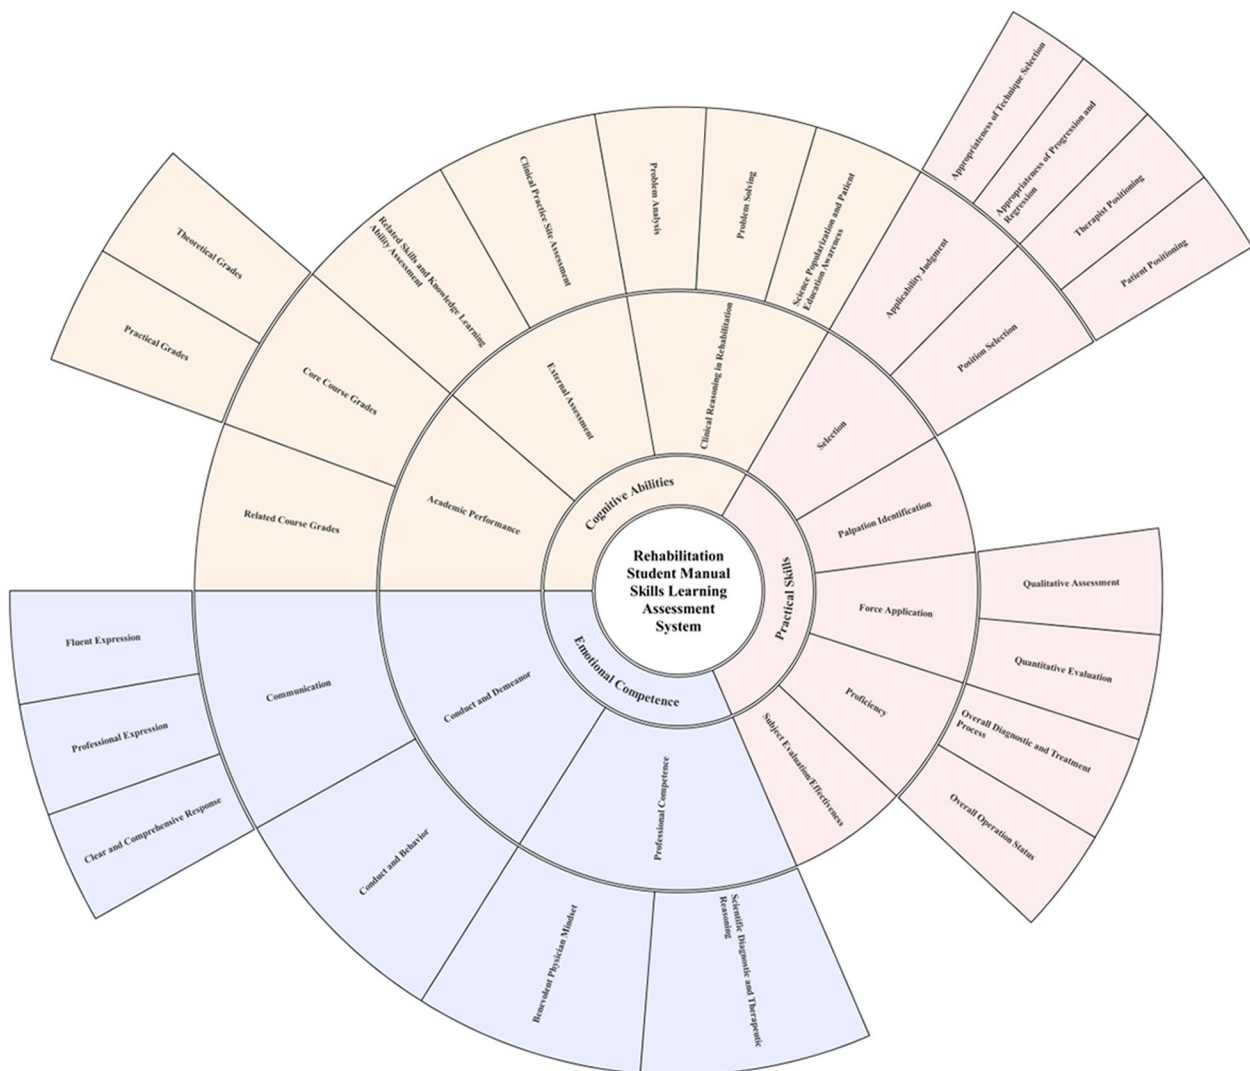 Rehabilitation
Student Manual
Skills Learning
Assessment
System
Cognitive Abilities
Academic Performance
Related Course Grades
Core Course Grades
Practical Grades
Theoretical Grades
External Assessment
Related Skills and Knowledge Learning
Ability Assessment
Clinical Practice Site Assessment
Clinical Reasoning in Rehabilitation
Problem Analysis
Problem Solving
Science Popularization and Patient
Education Awareness
Practical Skills
Selection
Applicability Judgment
Appropriateness of Technique Selection
Appropriateness of Progression and
Regression
Position Selection
Therapist Positioning
Patient Positioning
Palpation Identification
Force Application
Qualitative Assessment
Quantitative Evaluation
Proficiency
Overall Diagnostic and Treatment
Process
Overall Operation Status
Subject Evaluation/Effectiveness
Emotional Competence
Professional Competence
Scientific Diagnostic and Therapeutic
Reasoning
Benevolent Physician Mindset
Conduct and Demeanor
Conduct and Behavior
Communication
Clear and Comprehensive Response
Professional Expression
Fluent Expression